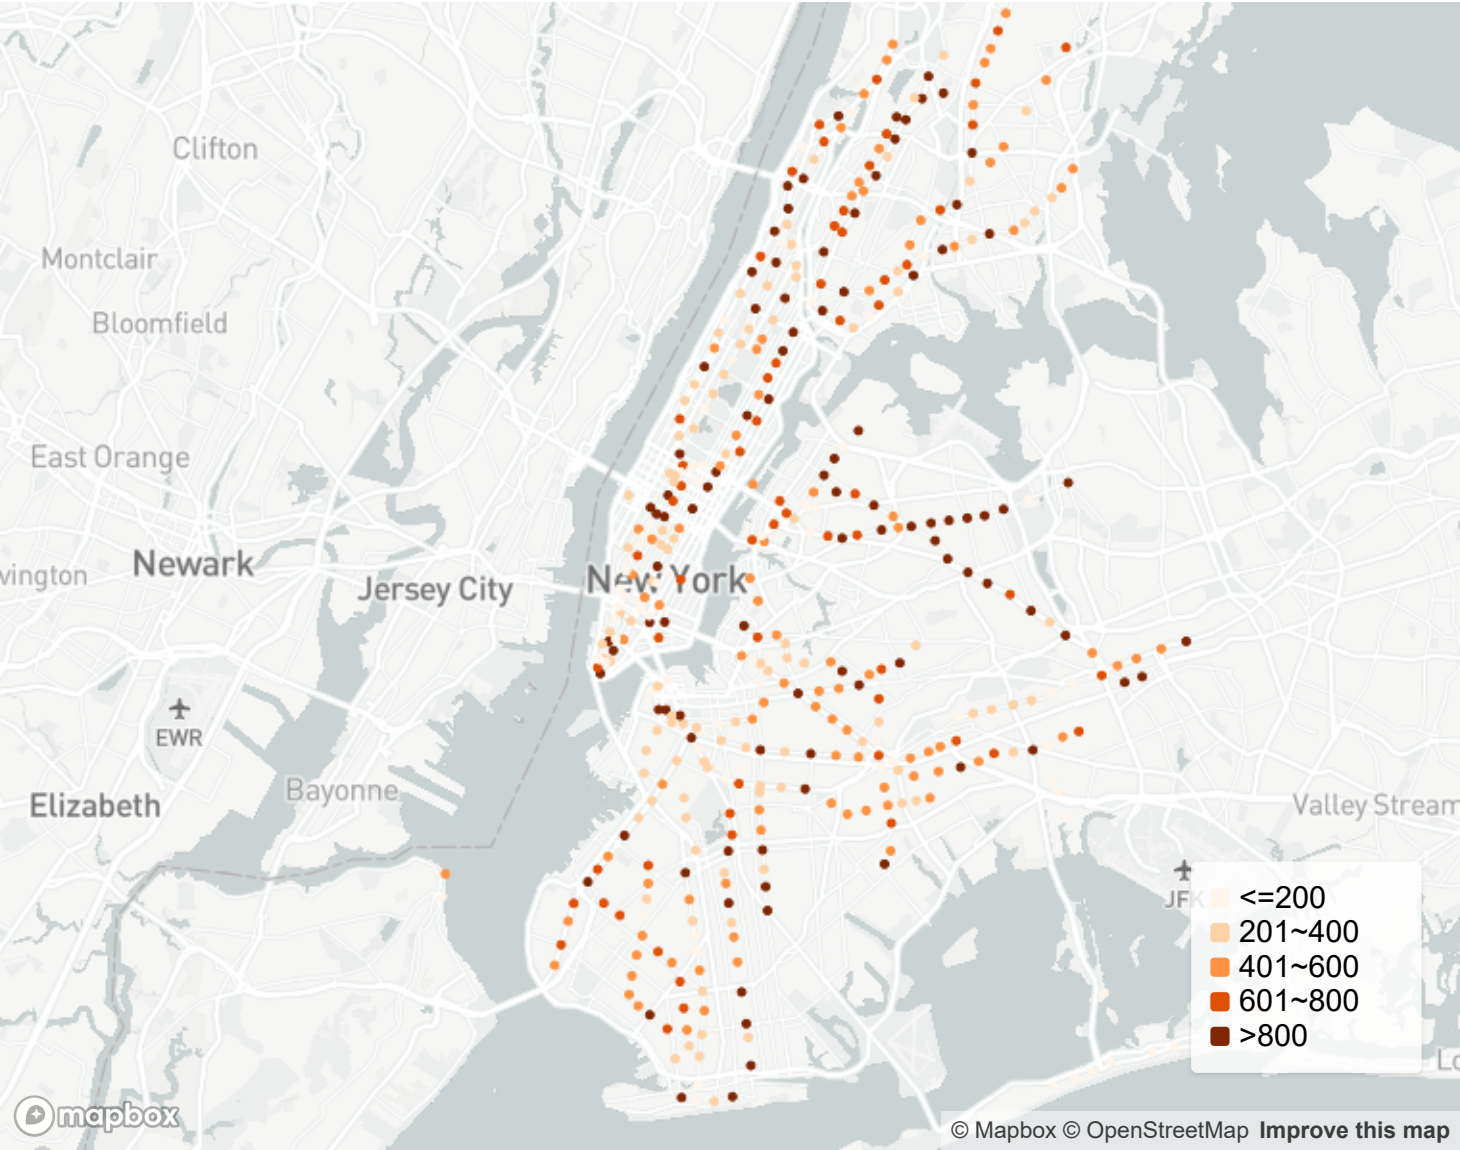 Clifton
Montclair
Bloomfield
East Orange
Newark
vington
Jersey City
New York
EWR
Elizabeth
Bayonne
Valley Stream
JFK
<=200
201~400
401~600
601~800
>800
Lo
mapbox
© Mapbox © OpenStreetMap Improve this map